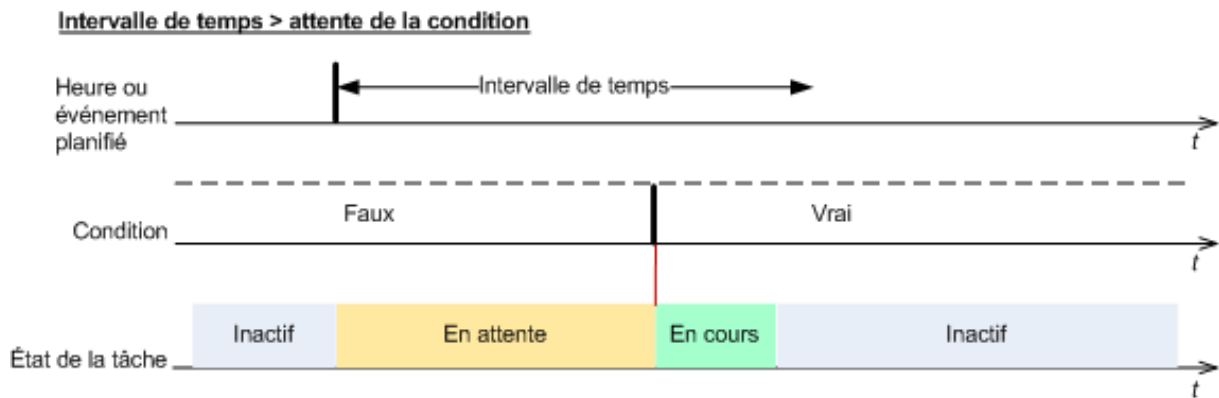 Intervalle de temps > attente de la condition
Heure ou
événement
planifié
Intervalle de temps
t
Condition
Faux
Vrai
t
État de la tâche
Inactif
En attente
En cours
Inactif
t